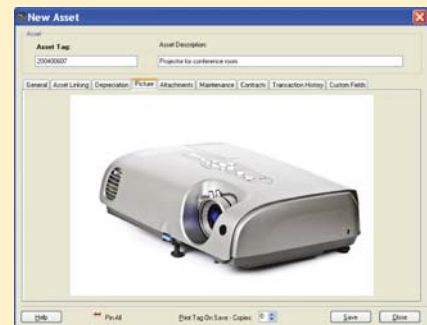 New Asset
Asset
Asset Tag:
Asset Description:
200400607
Projector for conference room
General
Asset Linking
Depreciation
Picture
Attachments
Maintenance
Contracts
Transaction History
Custom Fields
Help
Pin All
Print Tag On Save - Copies:
0
Save
Close